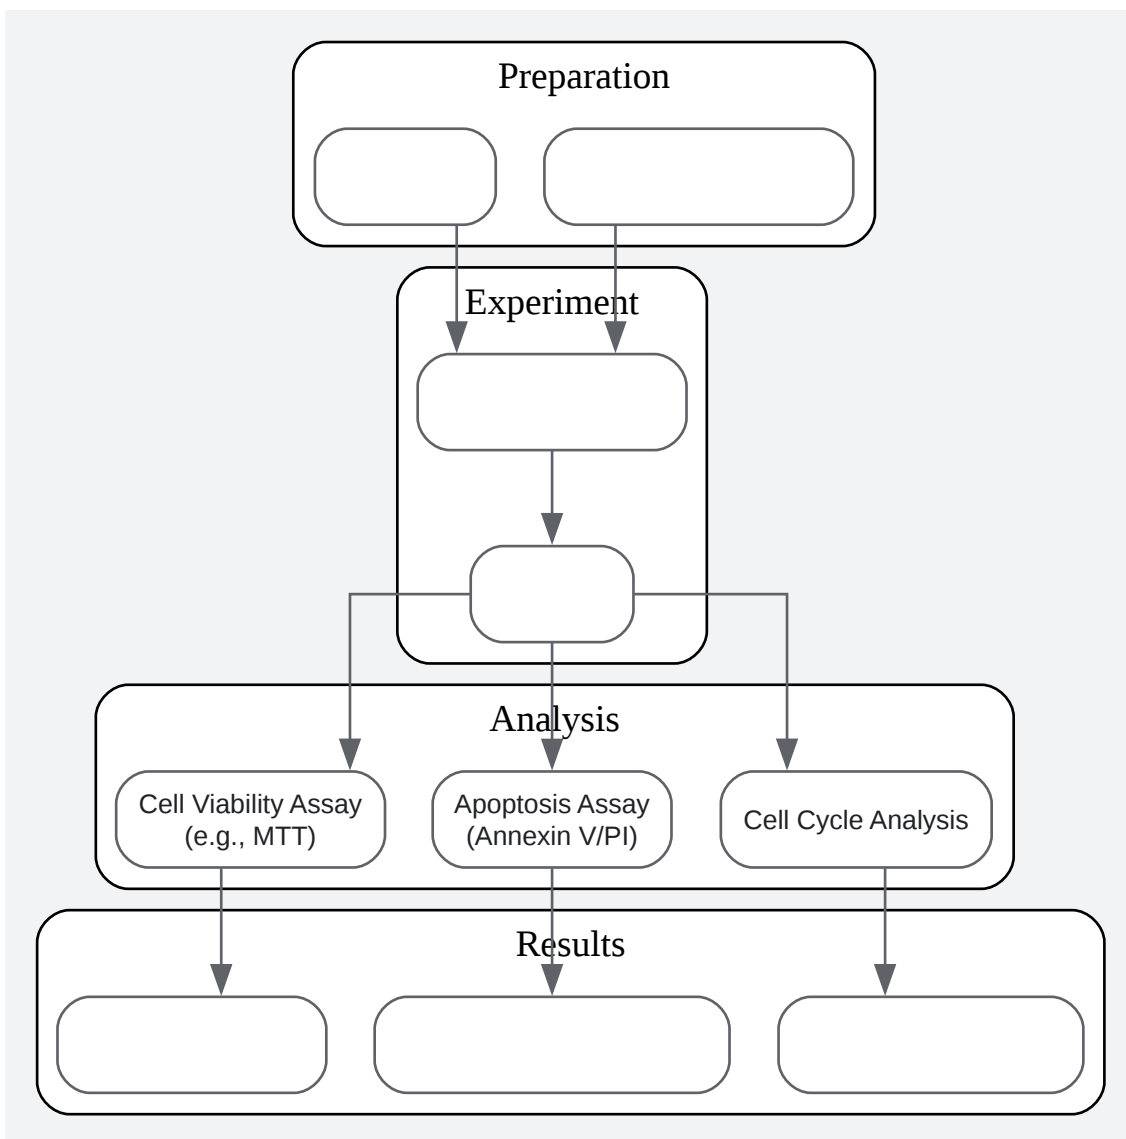 Preparation
Experiment
Analysis
Cell Viability Assay
(e.g., MTT)
Apoptosis Assay
(Annexin V/PI)
Cell Cycle Analysis
Results